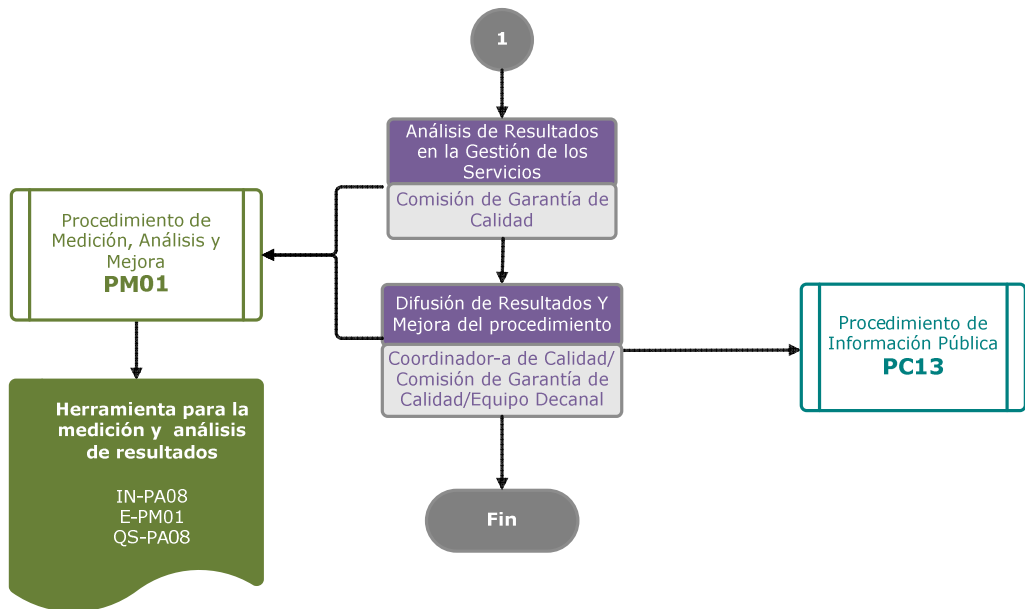 1
Análisis de Resultados
en la Gestión de los
Servicios
Comisión de Garantía de
Calidad
Procedimiento de
Medición, Análisis y
Mejora
PM01
Difusión de Resultados Y
Mejora del procedimiento
Coordinador-a de Calidad/
Comisión de Garantía de
Calidad/Equipo Decanal
Procedimiento de
Información Pública
PC13
Herramienta para la
medición y análisis
de resultados
IN-PA08
E-PM01
QS-PA08
Fin